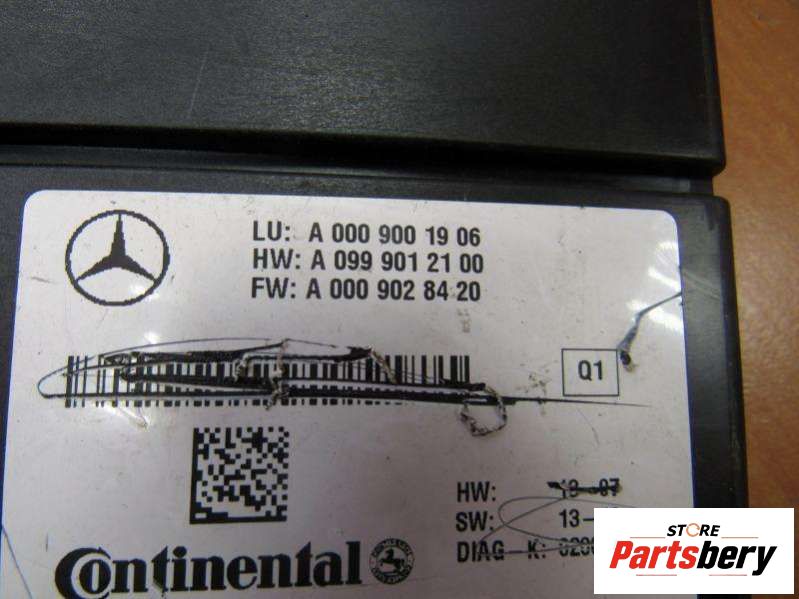 LU: A 000 900 19 06
HW: A 099 901 21 00
FW: A 000 902 84 20
Q1
HW:
SW: 13-
DIAG-K:
Continental
STORE
Partsbery